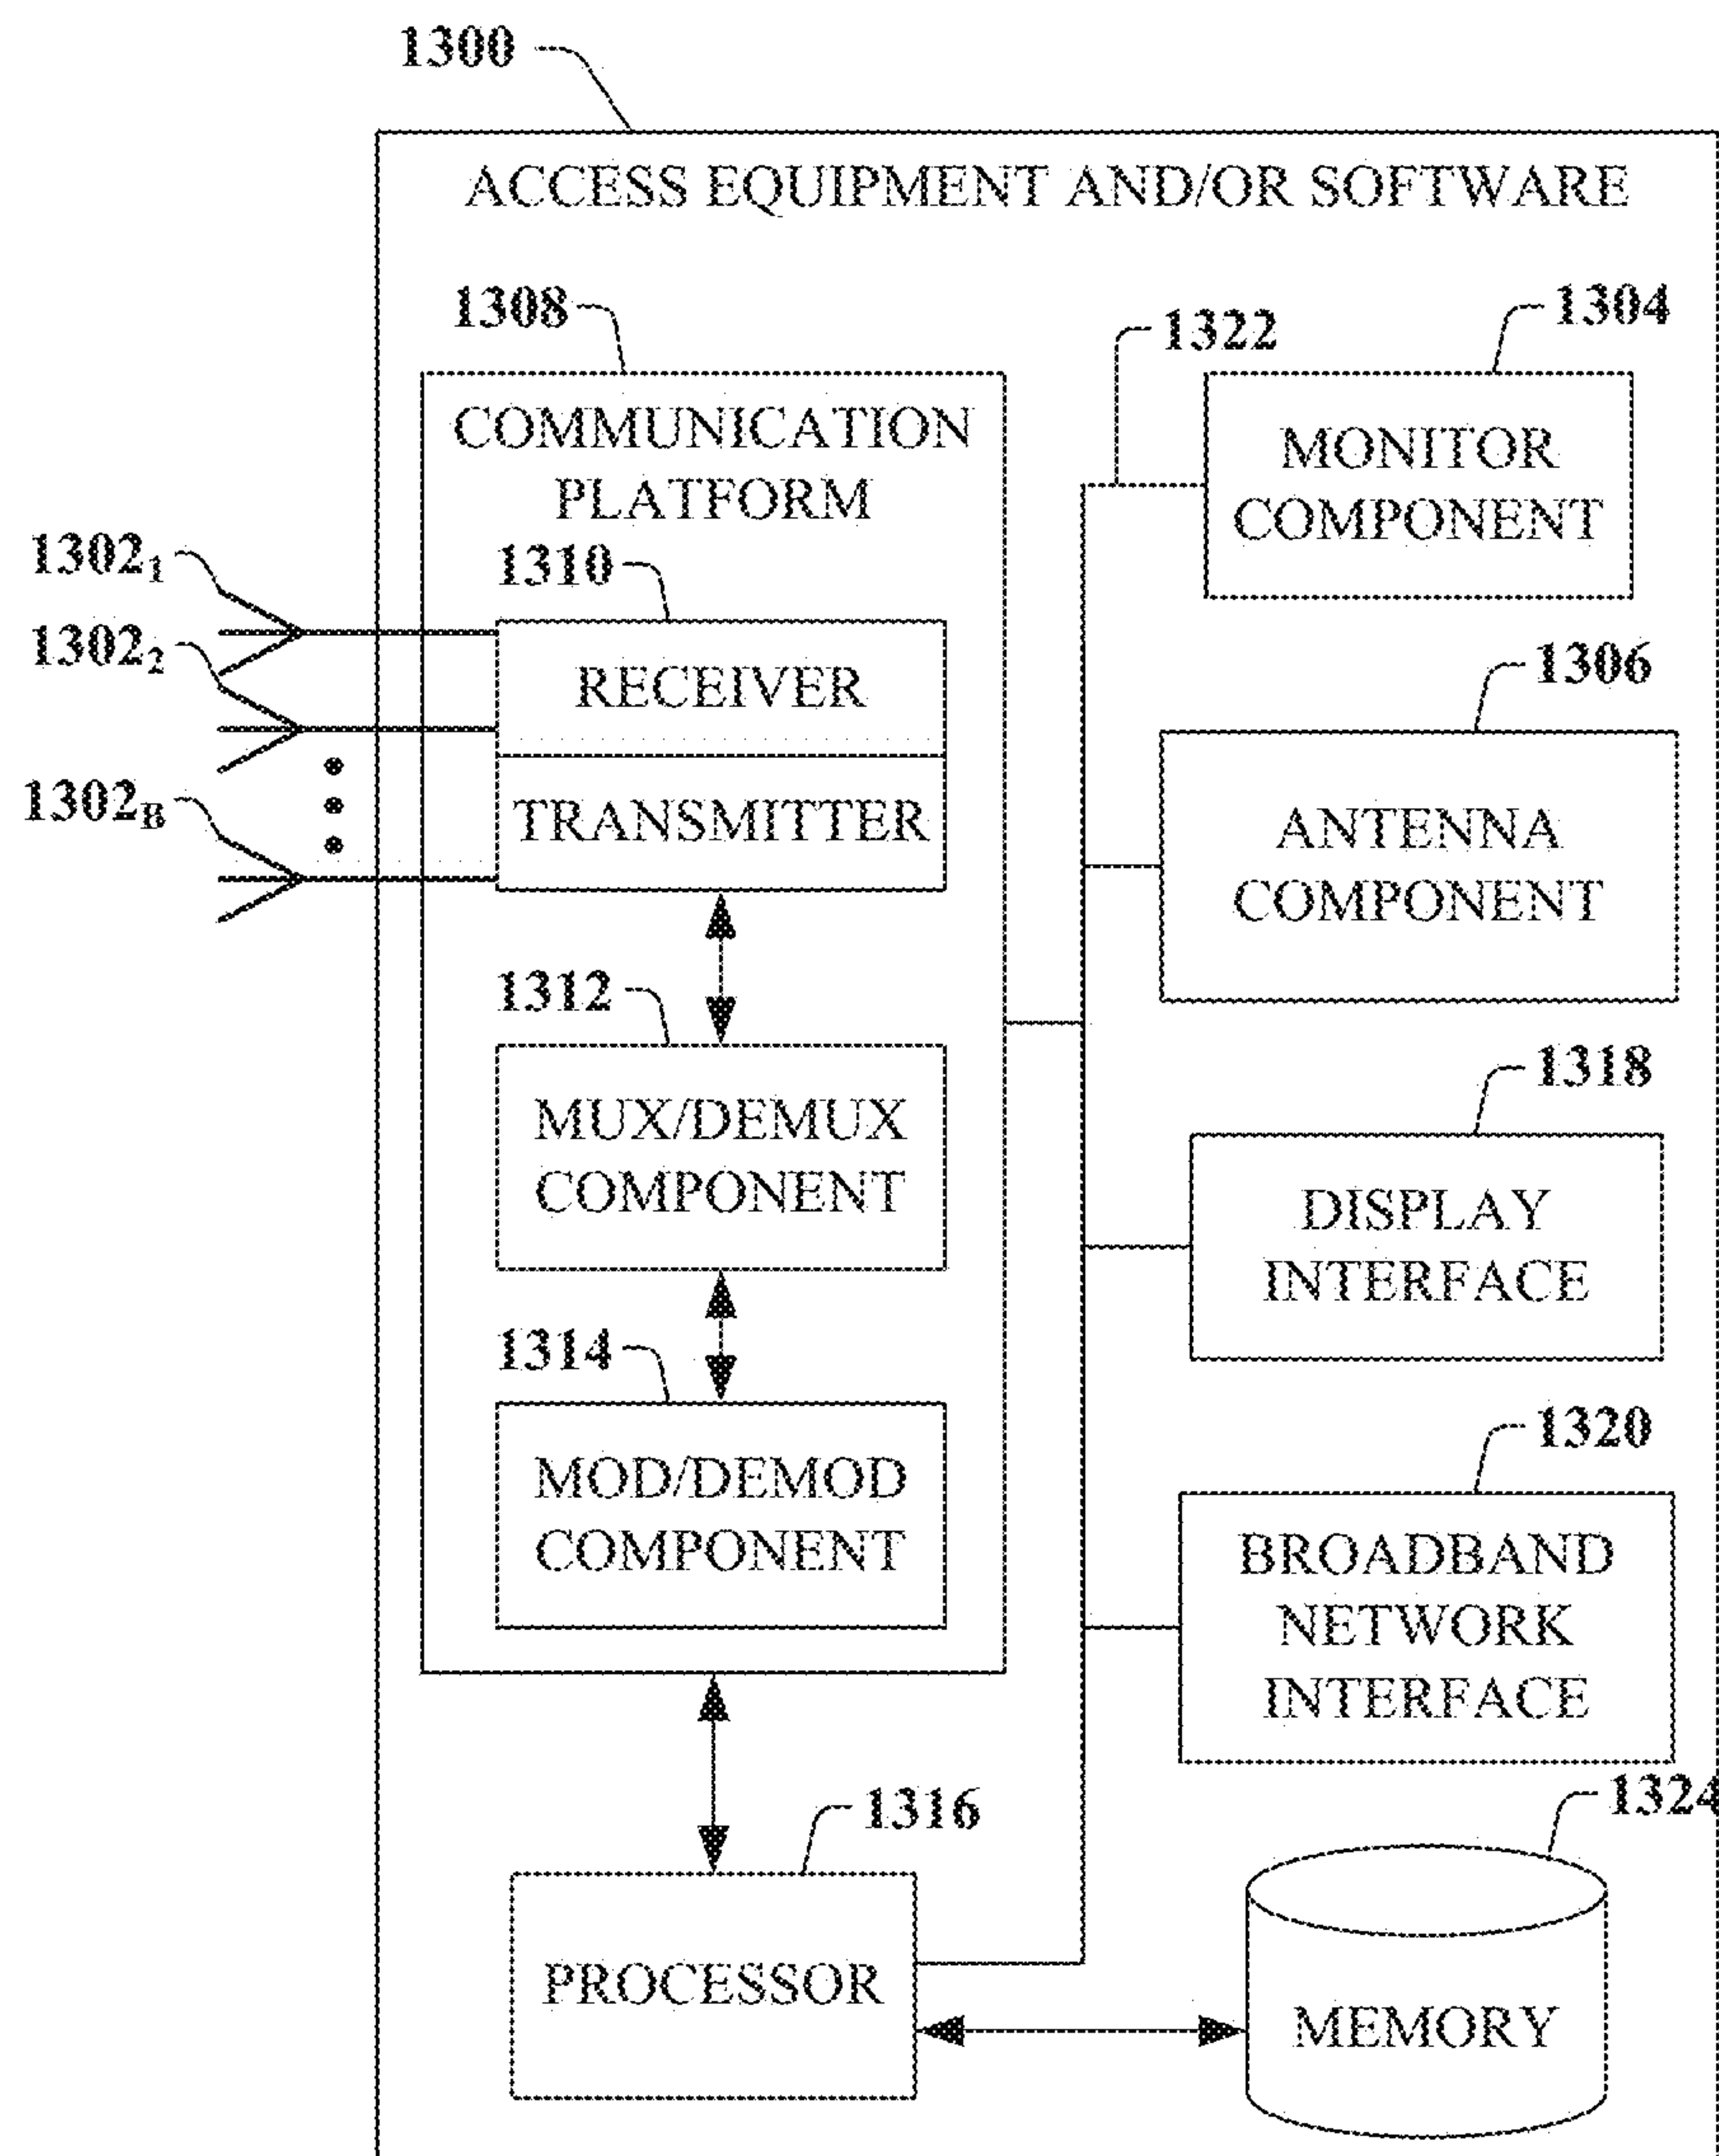 1300
ACCESS EQUIPMENT AND/OR SOFTWARE
1308
1322
1304
COMMUNICATION
PLATFORM
MONITOR
COMPONENT
1302₁
1310
1302₂
RECEIVER
1306
1302_B
TRANSMITTER
ANTENNA
COMPONENT
1312
1318
MUX/DEMUX
COMPONENT
DISPLAY
INTERFACE
1314
1320
MOD/DEMOD
COMPONENT
BROADBAND
NETWORK
INTERFACE
1316
1324
PROCESSOR
MEMORY